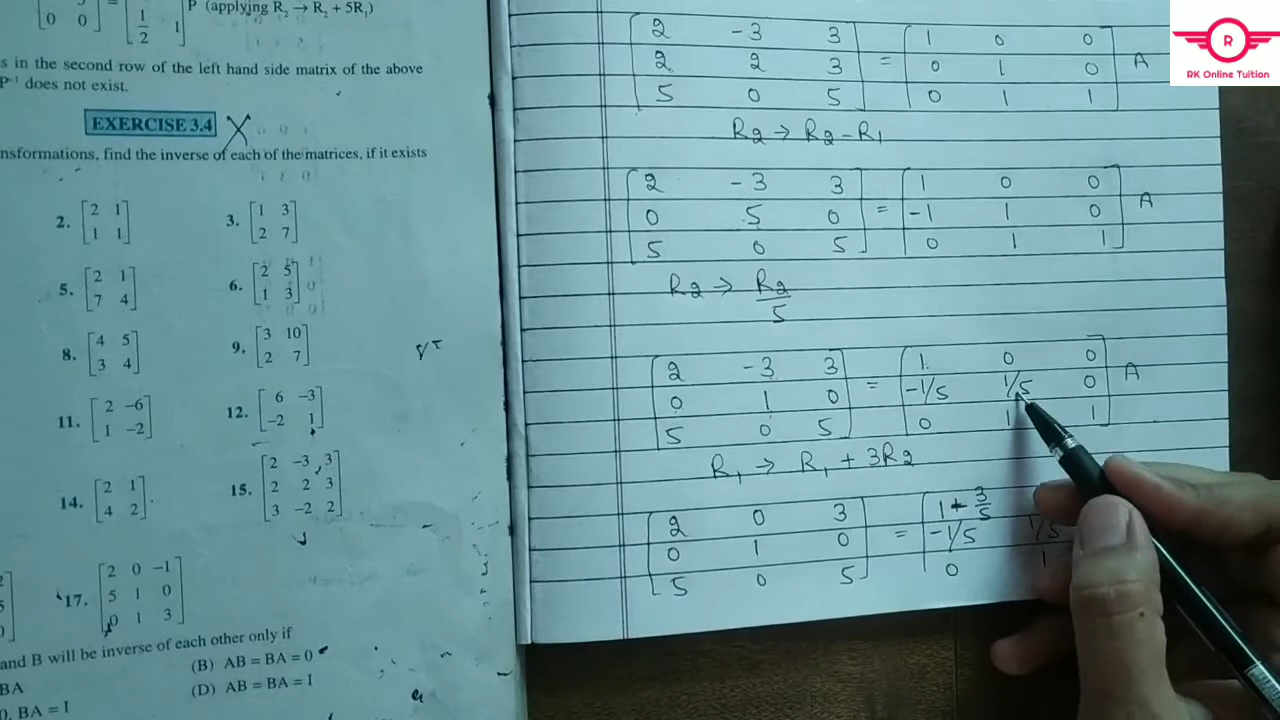 0 0 ] = [ 1/2 1 ] P (applying R₂ → R₂ + 5R₁)
s in the second row of the left hand side matrix of the above
P⁻¹ does not exist.
EXERCISE 3.4
nsformations, find the inverse of each of the matrices, if it exists
2. [ 2 1
1 1 ]
3. [ 1 3
2 7 ]
5. [ 2 1
7 4 ]
6. [ 2 5
1 3 ]
8. [ 4 5
3 4 ]
9. [ 3 10
2 7 ]
11. [ 2 −6
1 −2 ]
12. [ 6 −3
−2 1 ]
14. [ 2 1
4 2 ].
15. [ 2 −3 3
2 2 3
3 −2 2 ]
17. [ 2 0 −1
5 1 0
0 1 3 ]
and B will be inverse of each other only if
BA
(B) AB = BA = 0
(D) AB = BA = I
0, BA = I
[ 2 -3 3 1 0 0
2 2 3 ] = [ 0 1 0 ] A
5 0 5 0 1 1
R2 → R2 - R1
[ 2 -3 3 1 0 0
0 5 0 ] = [ -1 1 0 ] A
5 0 5 0 1 1
R2 → R2/5
[ 2 -3 3 1 0 0
0 1 0 ] = [ -1/5 1/5 0 ] A
5 0 5 0 1 1
R1 → R1 + 3R2
[ 2 0 3 1 + 3/5
0 1 0 ] = [ -1/5 1/5
5 0 5 0 1
R
RK Online Tuition